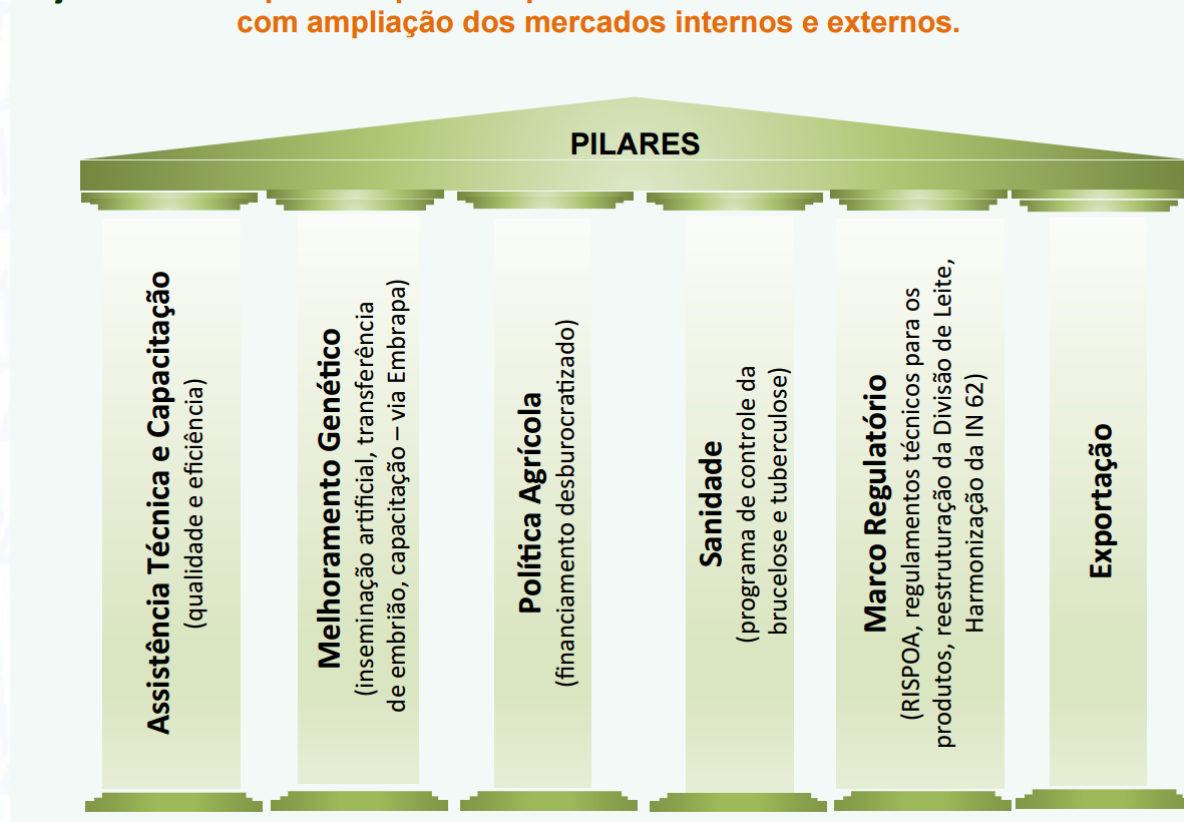 com ampliação dos mercados internos e externos.
PILARES
Assistência Técnica e Capacitação
(qualidade e eficiência)
Melhoramento Genético
(inseminação artificial, transferência
de embrião, capacitação – via Embrapa)
Política Agrícola
(financiamento desburocratizado)
Sanidade
(programa de controle da
brucelose e tuberculose)
Marco Regulatório
(RISPOA, regulamentos técnicos para os
produtos, reestruturação da Divisão de Leite,
Harmonização da IN 62)
Exportação